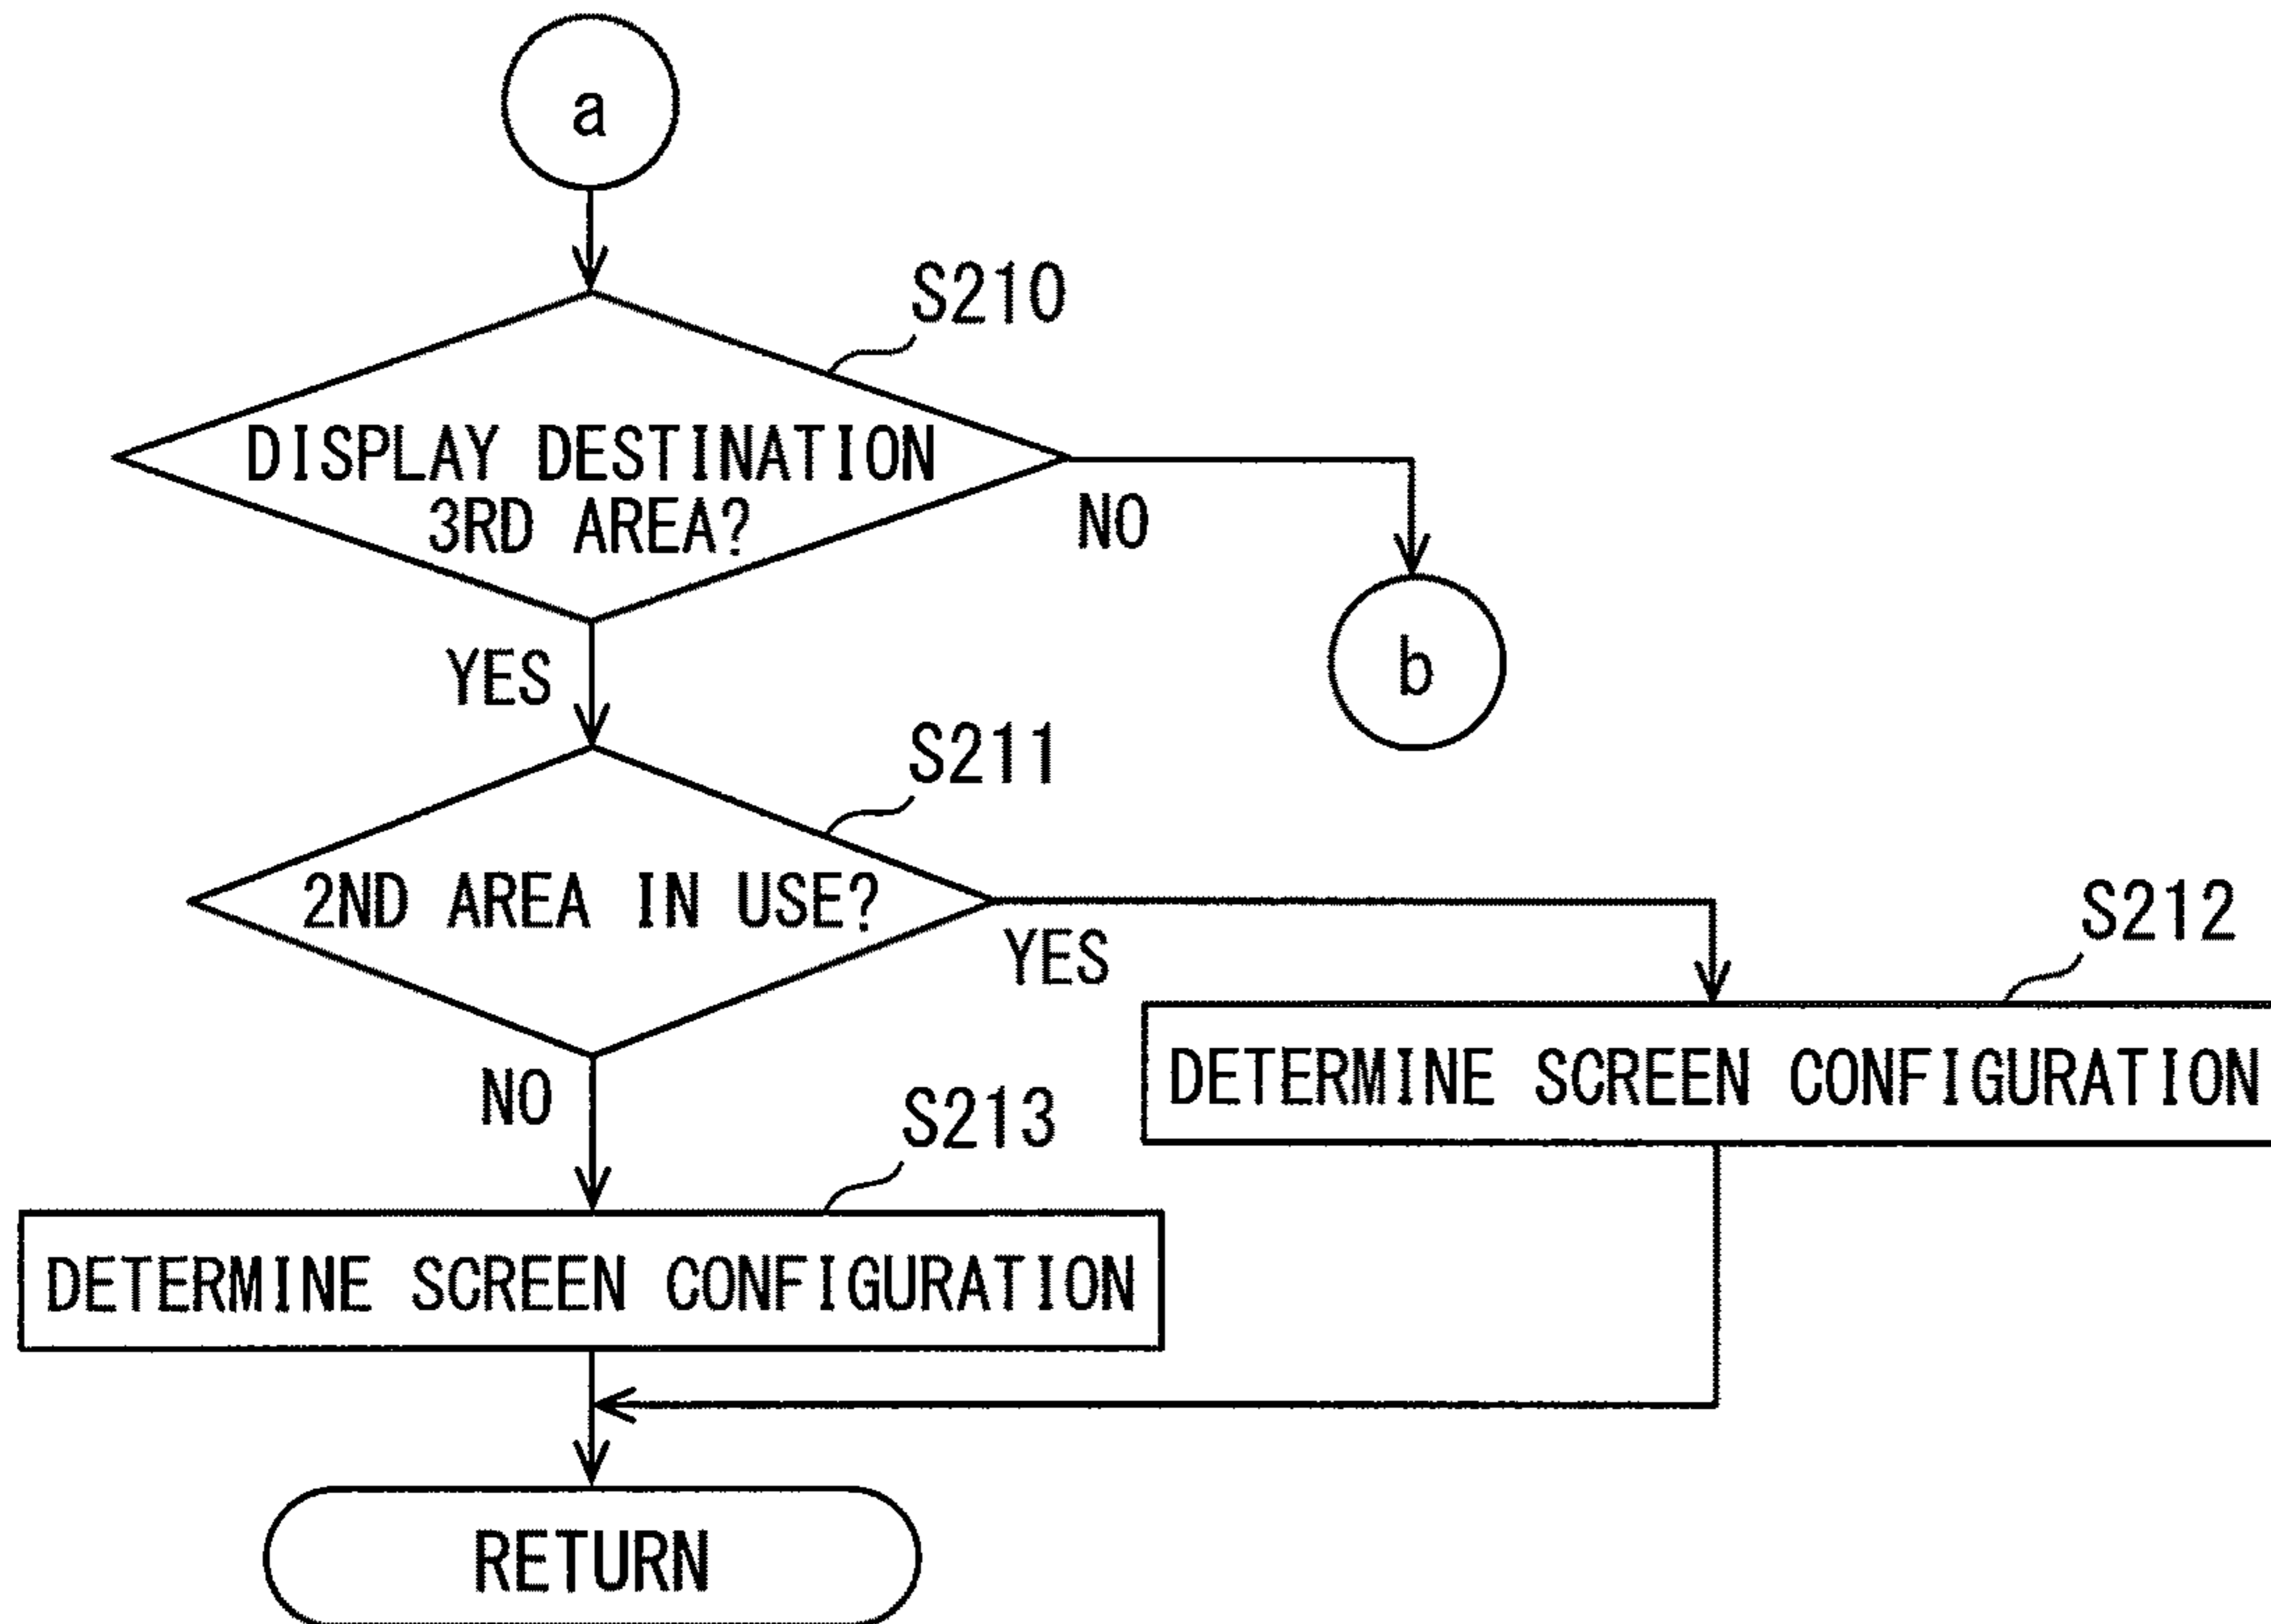 a
S210
DISPLAY DESTINATION
3RD AREA?
NO
b
YES
S211
2ND AREA IN USE?
YES
S212
DETERMINE SCREEN CONFIGURATION
NO
S213
DETERMINE SCREEN CONFIGURATION
RETURN